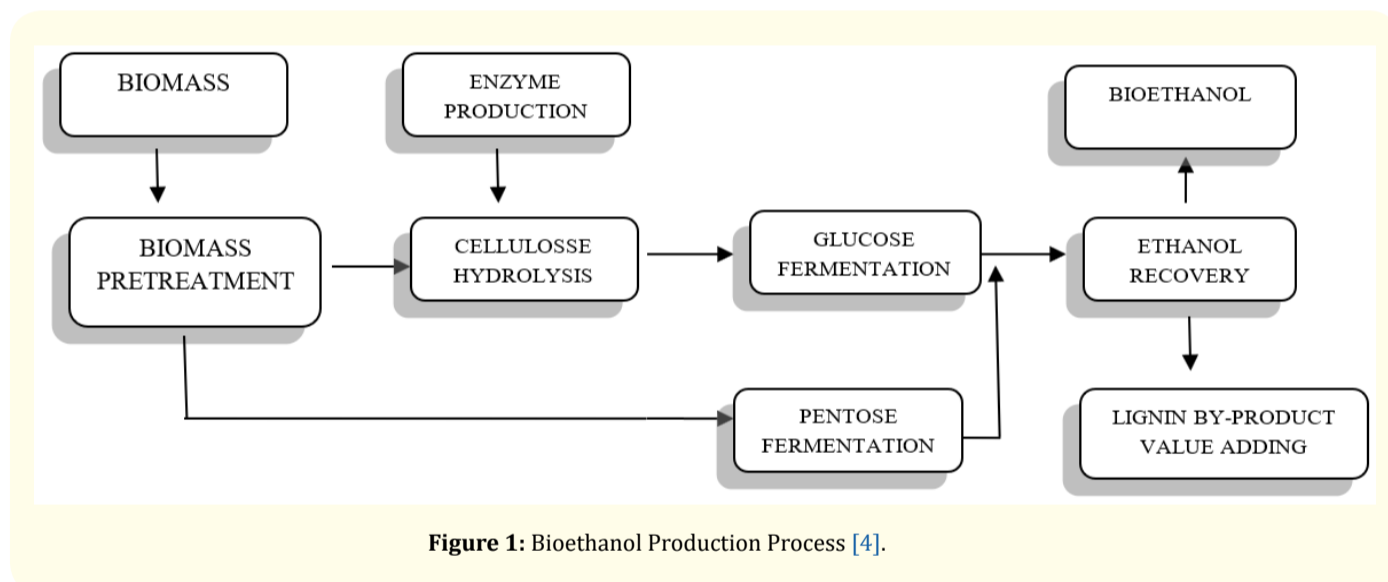 BIOMASS
ENZYME
PRODUCTION
BIOETHANOL
BIOMASS
PRETREATMENT
CELLULOSSE
HYDROLYSIS
GLUCOSE
FERMENTATION
ETHANOL
RECOVERY
PENTOSE
FERMENTATION
LIGNIN BY-PRODUCT
VALUE ADDING
Figure 1: Bioethanol Production Process [4].